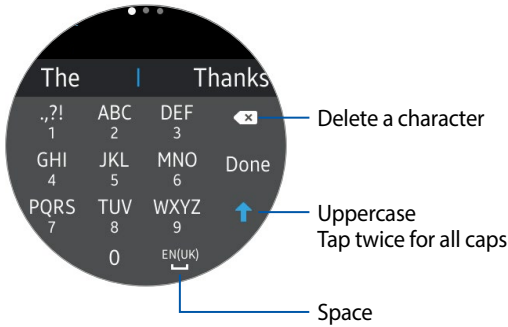 The I Thanks
.,?! ABC DEF
1 2 3
Delete a character
GHI JKL MNO Done
4 5 6
PQRS TUV WXYZ
7 8 9
Uppercase
Tap twice for all caps
0 EN(UK)
Space